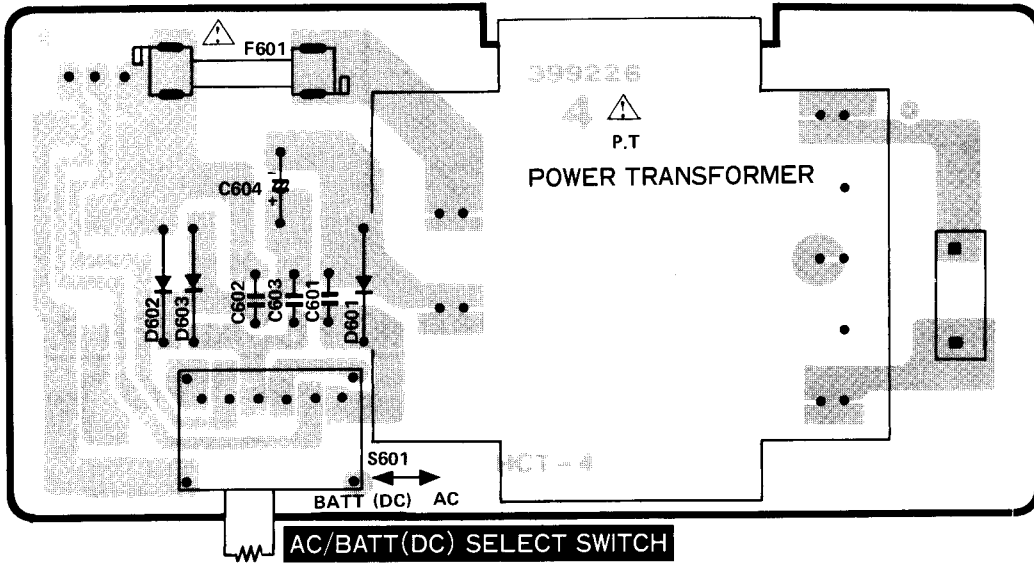 F601
399226
4
P.T
POWER TRANSFORMER
C604
-
+
D602
D603
C602
C603
C601
D601
S601
HCT-4
BATT (DC) AC
AC/BATT(DC) SELECT SWITCH